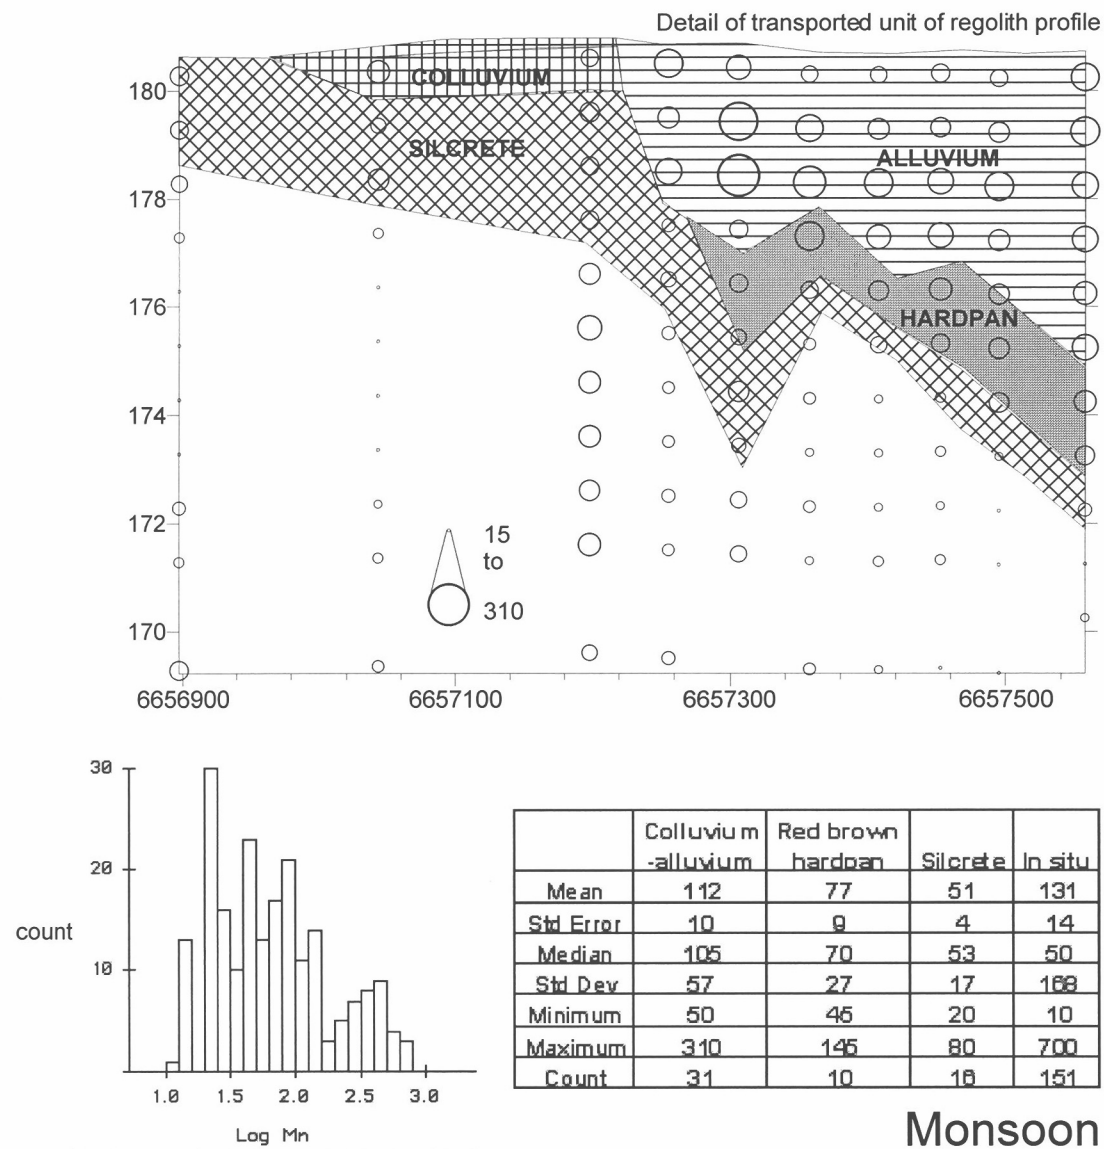 Detail of transported unit of regolith profile
180
COLLUVIUM
SILCRETE
ALLUVIUM
178
176
HARDPAN
174
172
15
to
310
170
6656900 6657100 6657300 6657500
30
20
count
10
1.0 1.5 2.0 2.5 3.0
Log Mn
Colluvium Red brown
-alluvium hardpan Silcrete In situ
Mean 112 77 51 131
Std Error 10 9 4 14
Median 105 70 53 50
Std Dev 57 27 17 168
Minimum 50 45 20 10
Maximum 310 145 80 700
Count 31 10 16 151
Monsoon